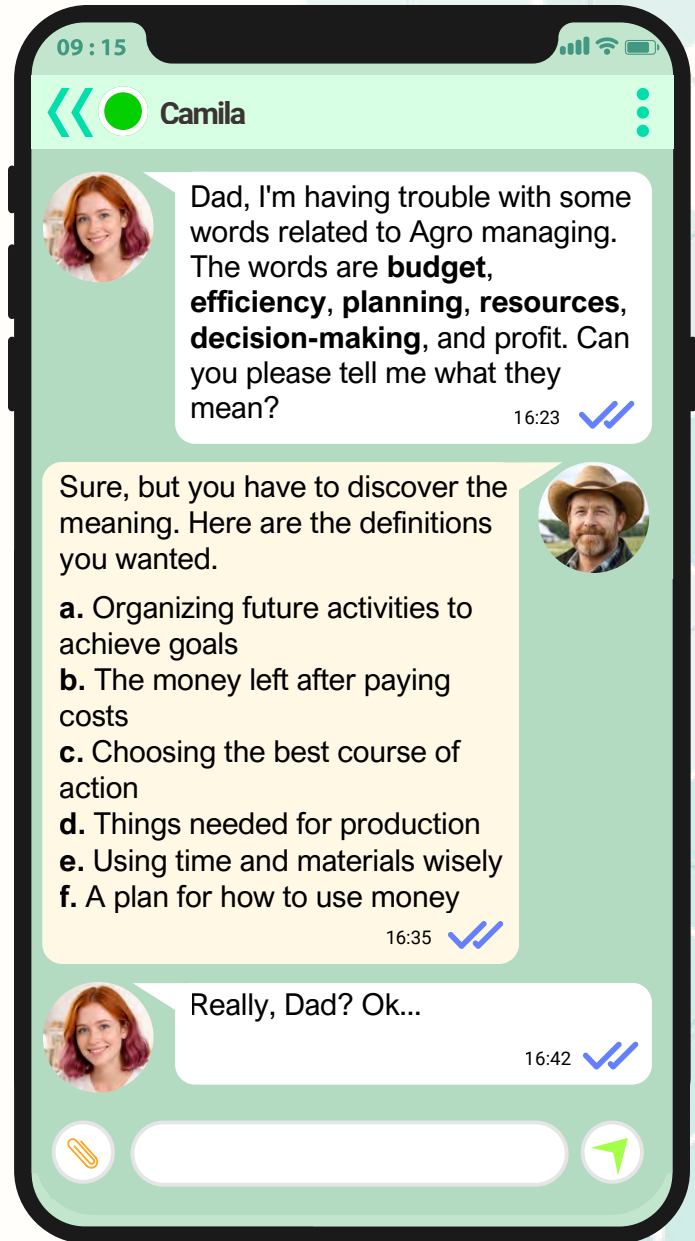 09:15
Camila
Dad, I'm having trouble with some
words related to Agro managing.
The words are budget,
efficiency, planning, resources,
decision-making, and profit. Can
you please tell me what they
mean?
16:23
Sure, but you have to discover the
meaning. Here are the definitions
you wanted.
a. Organizing future activities to
achieve goals
b. The money left after paying
costs
c. Choosing the best course of
action
d. Things needed for production
e. Using time and materials wisely
f. A plan for how to use money
16:35
Really, Dad? Ok...
16:42